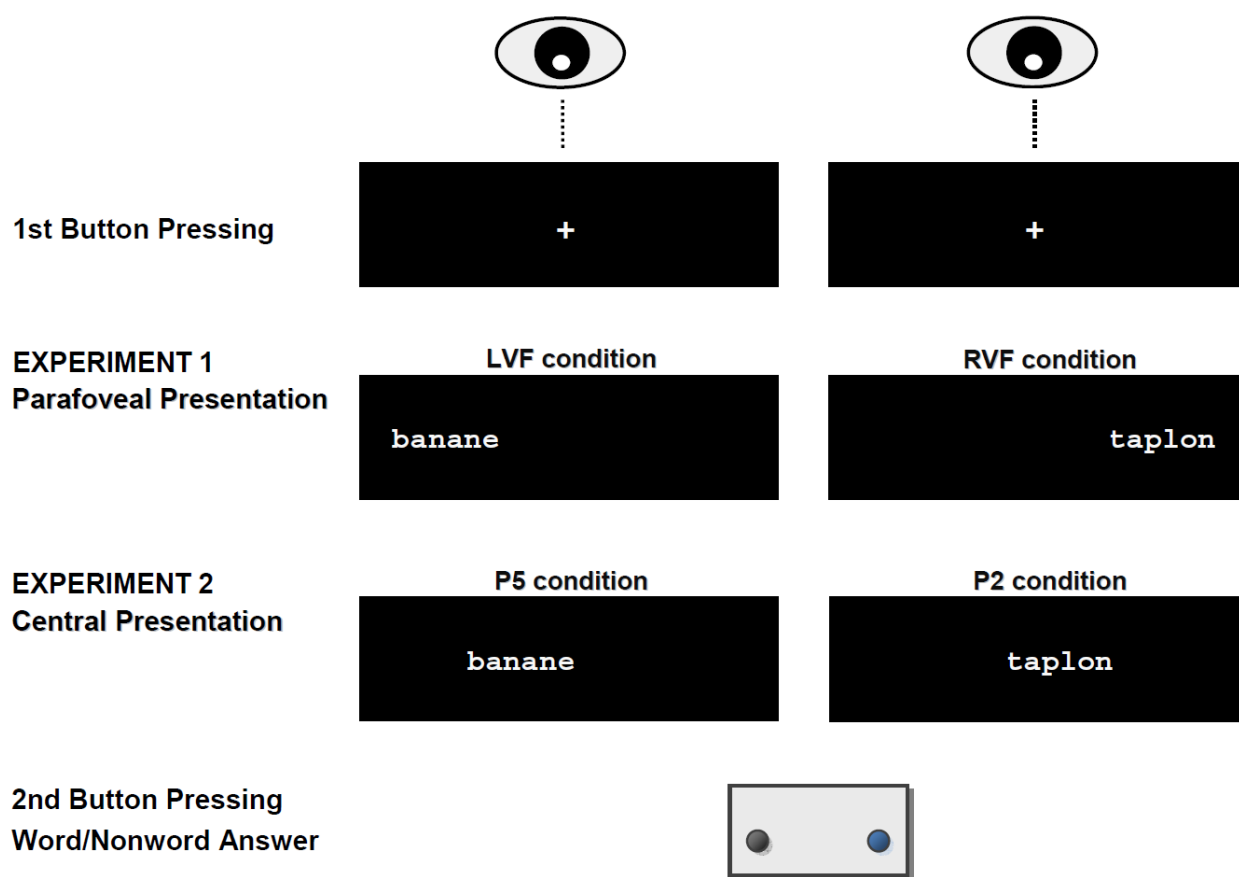 1st Button Pressing
+
+
EXPERIMENT 1
Parafoveal Presentation
LVF condition
RVF condition
banane
taplon
EXPERIMENT 2
Central Presentation
P5 condition
P2 condition
banane
taplon
2nd Button Pressing
Word/Nonword Answer